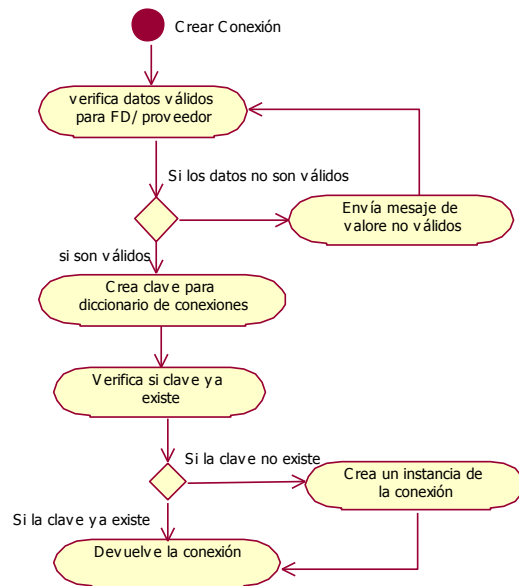 Crear Conexión
verifica datos válidos
para FD/ proveedor
Si los datos no son válidos
Envía mesaje de
valore no válidos
si son válidos
Crea clave para
diccionario de conexiones
Verifica si clave ya
existe
Si la clave no existe
Crea un instancia de
la conexión
Si la clave ya existe
Devuelve la conexión